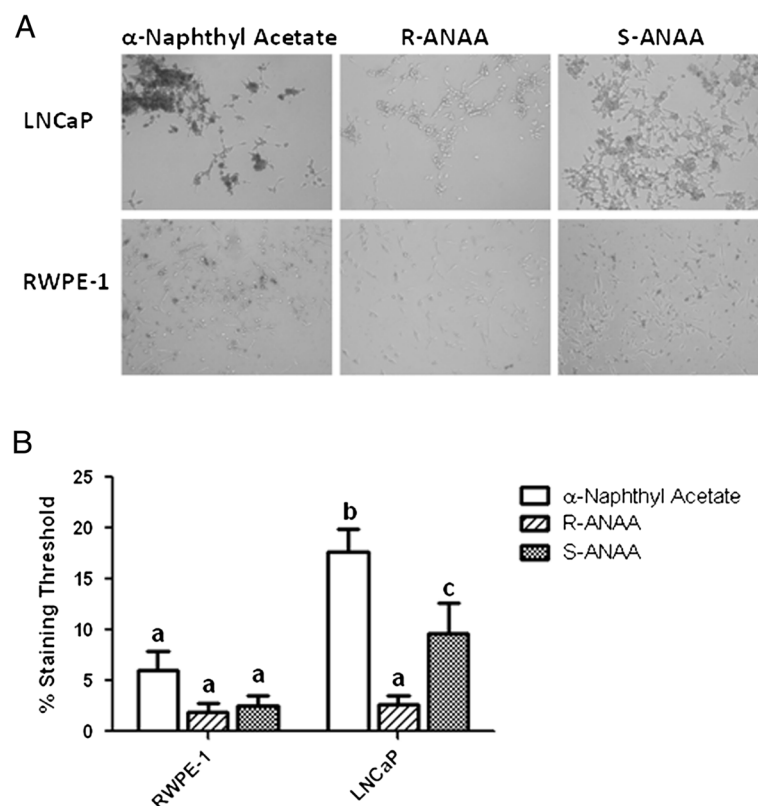 A
α-Naphthyl Acetate R-ANAA S-ANAA
LNCaP
RWPE-1
B
% Staining Threshold
25
20
15
10
5
0
a
a
a
b
a
c
RWPE-1
LNCaP
α-Naphthyl Acetate
R-ANAA
S-ANAA